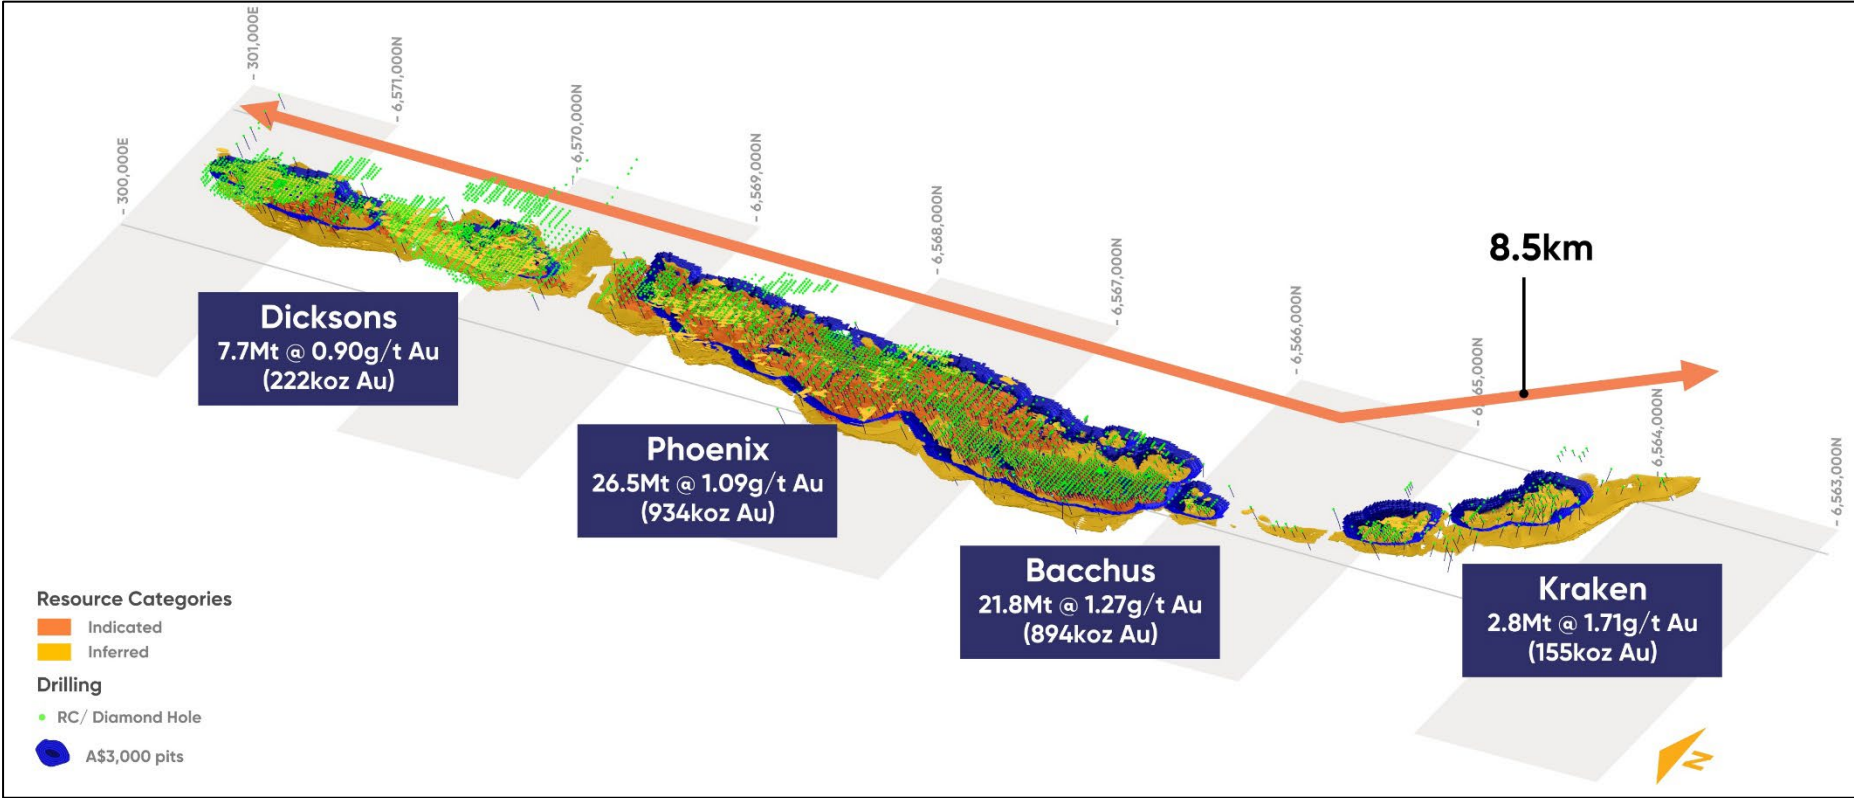 - 301,000E
- 6,571,000N
- 300,000E
- 6,570,000N
- 6,569,000N
- 6,568,000N
- 6,567,000N
- 6,566,000N
8.5km
65,000N
- 6,564,000N
- 6,563,000N
Dicksons
7.7Mt @ 0.90g/t Au
(222koz Au)
Phoenix
26.5Mt @ 1.09g/t Au
(934koz Au)
Bacchus
21.8Mt @ 1.27g/t Au
(894koz Au)
Kraken
2.8Mt @ 1.71g/t Au
(155koz Au)
Resource Categories
Indicated
Inferred
Drilling
RC/ Diamond Hole
A$3,000 pits
N